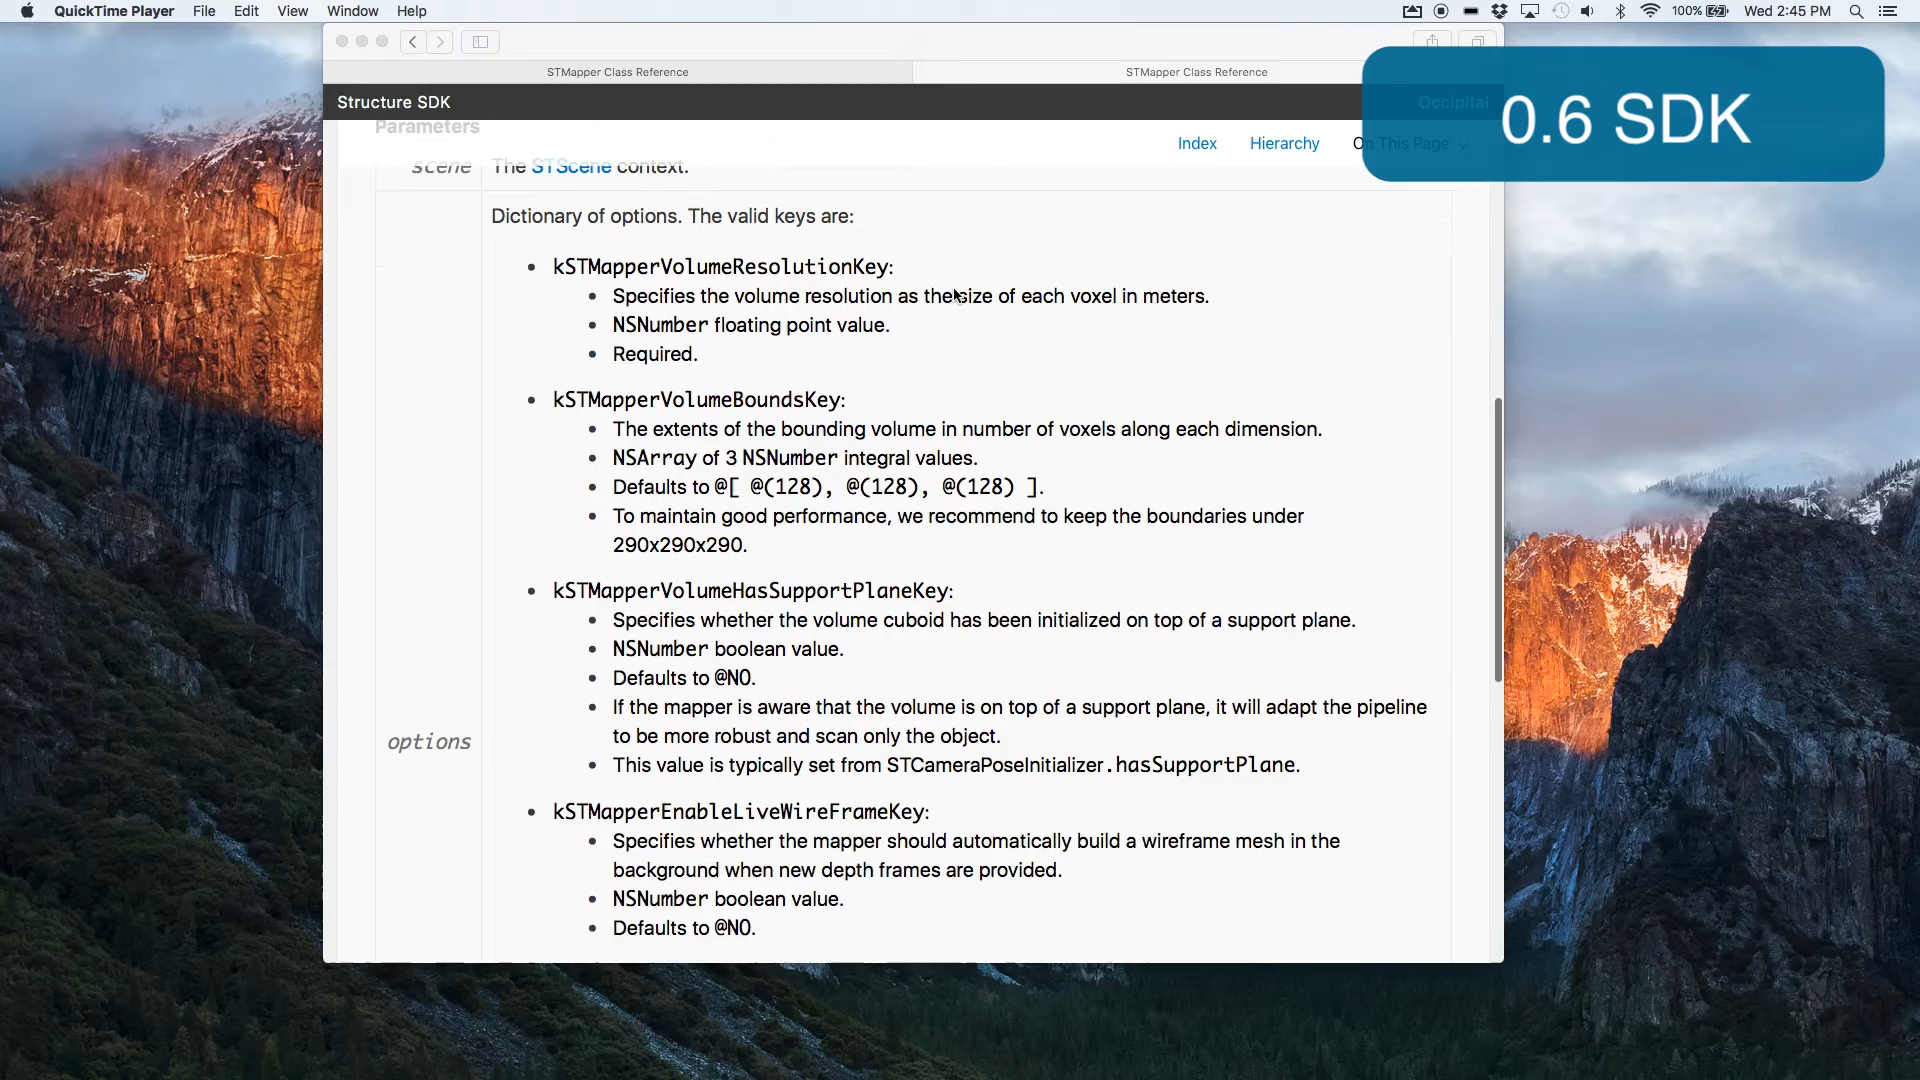 QuickTime Player File Edit View Window Help 100% Wed 2:45 PM
STMapper Class Reference STMapper Class Reference
Structure SDK Occipital
0.6 SDK
Parameters
Index Hierarchy On This Page
scene The STScene context.
Dictionary of options. The valid keys are:
• kSTMapperVolumeResolutionKey:
• Specifies the volume resolution as the size of each voxel in meters.
• NSNumber floating point value.
• Required.
• kSTMapperVolumeBoundsKey:
• The extents of the bounding volume in number of voxels along each dimension.
• NSArray of 3 NSNumber integral values.
• Defaults to @[ @(128), @(128), @(128) ].
• To maintain good performance, we recommend to keep the boundaries under
290x290x290.
• kSTMapperVolumeHasSupportPlaneKey:
• Specifies whether the volume cuboid has been initialized on top of a support plane.
• NSNumber boolean value.
• Defaults to @NO.
• If the mapper is aware that the volume is on top of a support plane, it will adapt the pipeline
options
to be more robust and scan only the object.
• This value is typically set from STCameraPoseInitializer.hasSupportPlane.
• kSTMapperEnableLiveWireFrameKey:
• Specifies whether the mapper should automatically build a wireframe mesh in the
background when new depth frames are provided.
• NSNumber boolean value.
• Defaults to @NO.